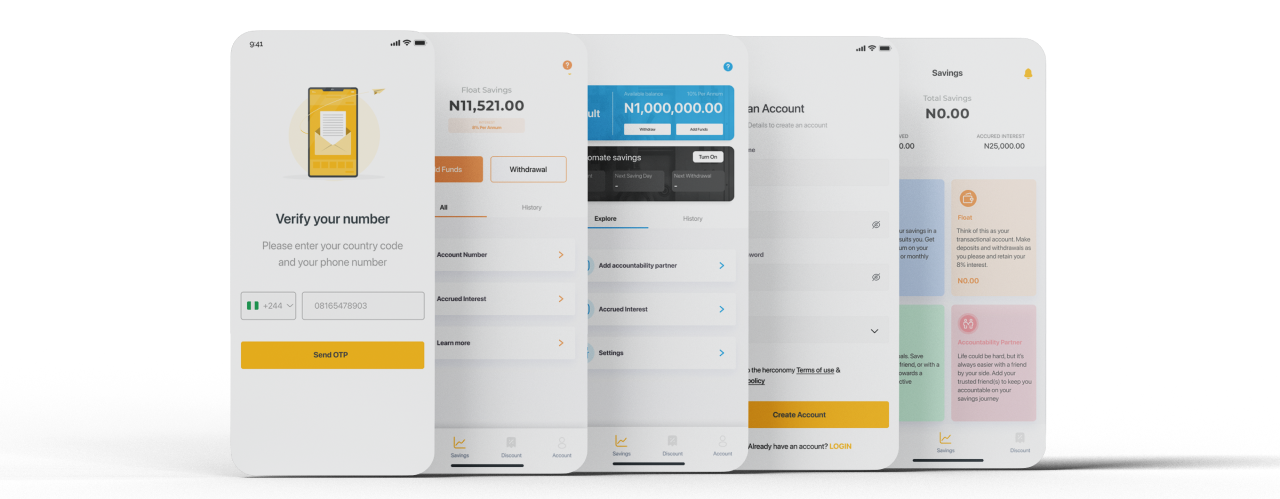 9:41
Verify your number
Please enter your country code
and your phone number
+244
08165478903
Send OTP
?
Float Savings
N11,521.00
8% Per Annum
d Funds
Withdrawal
All
History
Account Number
Accrued Interest
Learn more
Savings
Discount
Account
?
ult
Available balance
10% Per Annum
N1,000,000.00
Withdraw
Add Funds
omate savings
Turn On
Next Saving Day
-
Next Withdrawal
-
Explore
History
Add accountability partner
Accrued Interest
Settings
Savings
Discount
Account
an Account
Details to create an account
me
word
the herconomy Terms of use &
policy
Create Account
Already have an account? LOGIN
Savings
Total Savings
N0.00
VED
ACCURED INTEREST
0.00
N25,000.00
ur savings in a
suits you. Get
um on your
or monthly
Float
Think of this as your
transactional account. Make
deposits and withdrawals as
you please and retain your
8% interest.
N0.00
als. Save
friend, or with a
owards a
ctive
Accountability Partner
Life could be hard, but it's
always easier with a friend
by your side. Add your
trusted friend(s) to keep you
accountable on your
savings journey
Savings
Discount